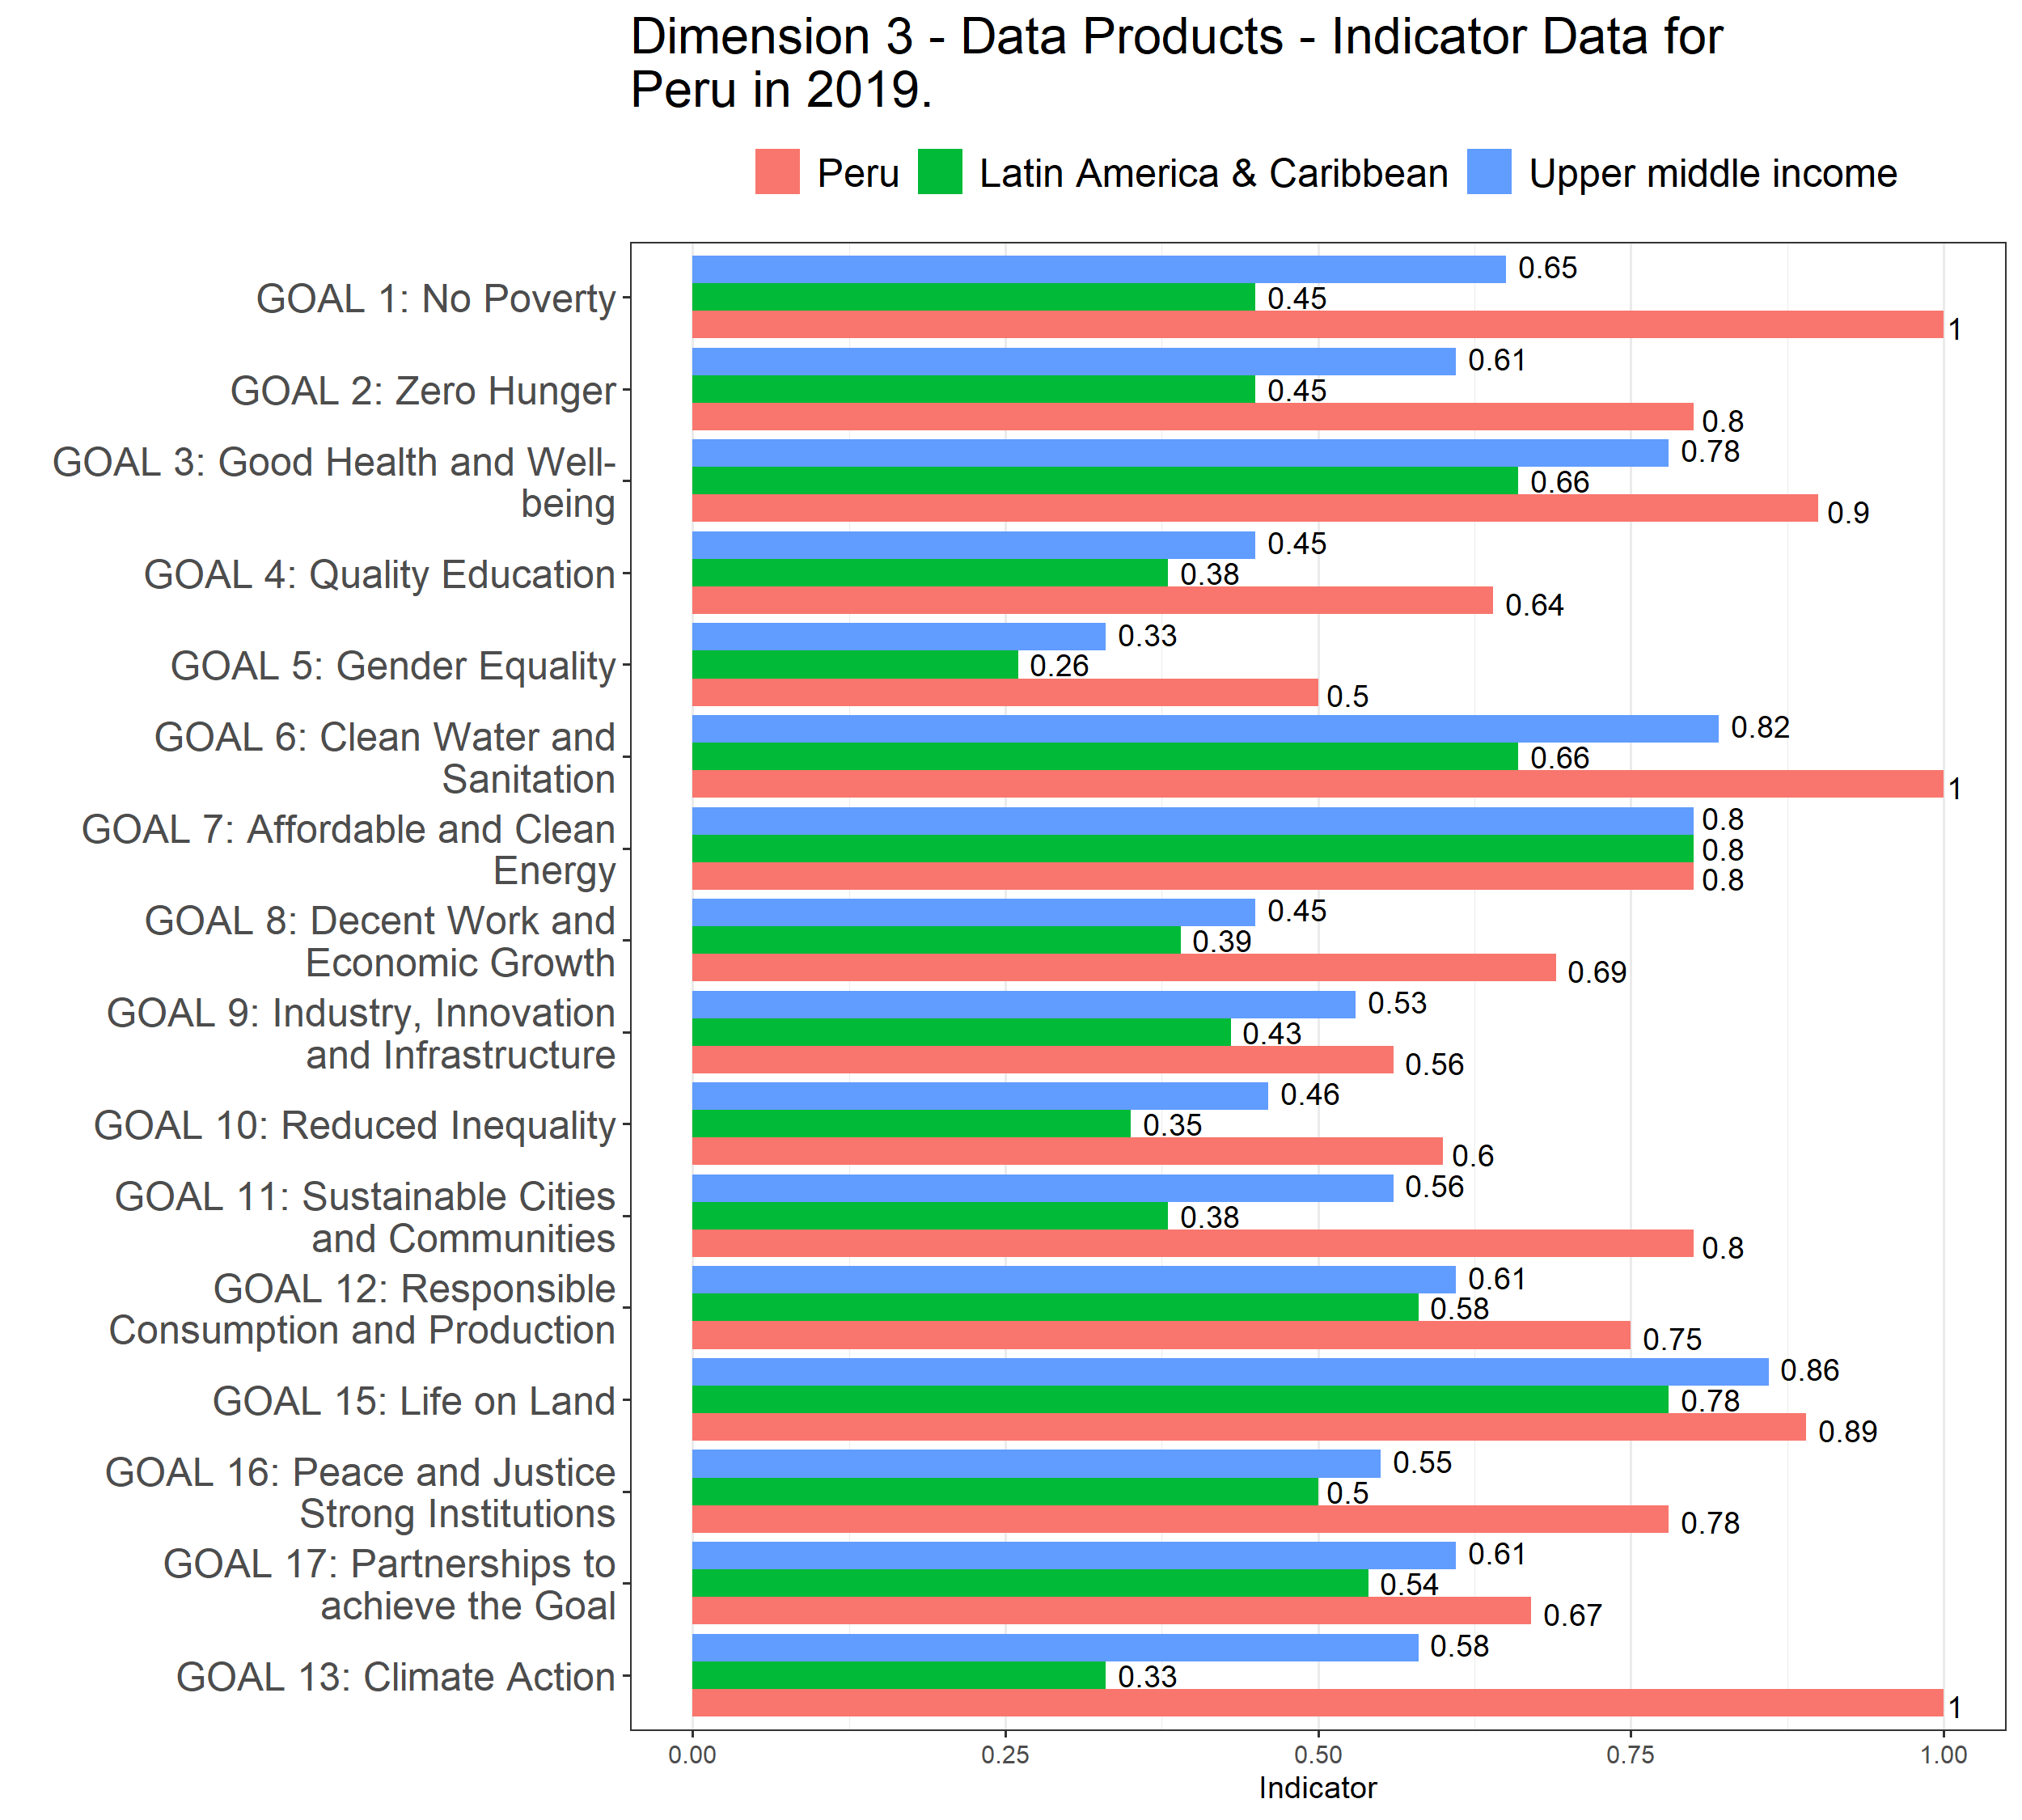 Dimension 3 - Data Products - Indicator Data for
Peru in 2019.
Peru Latin America & Caribbean Upper middle income
GOAL 1: No Poverty
0.65
0.45
1
GOAL 2: Zero Hunger
0.61
0.45
0.8
GOAL 3: Good Health and Well-
being
0.78
0.66
0.9
GOAL 4: Quality Education
0.45
0.38
0.64
GOAL 5: Gender Equality
0.33
0.26
0.5
GOAL 6: Clean Water and
Sanitation
0.82
0.66
1
GOAL 7: Affordable and Clean
Energy
0.8
0.8
0.8
GOAL 8: Decent Work and
Economic Growth
0.45
0.39
0.69
GOAL 9: Industry, Innovation
and Infrastructure
0.53
0.43
0.56
GOAL 10: Reduced Inequality
0.46
0.35
0.6
GOAL 11: Sustainable Cities
and Communities
0.56
0.38
0.8
GOAL 12: Responsible
Consumption and Production
0.61
0.58
0.75
GOAL 15: Life on Land
0.86
0.78
0.89
GOAL 16: Peace and Justice
Strong Institutions
0.55
0.5
0.78
GOAL 17: Partnerships to
achieve the Goal
0.61
0.54
0.67
GOAL 13: Climate Action
0.58
0.33
1
0.00 0.25 0.50 0.75 1.00
Indicator